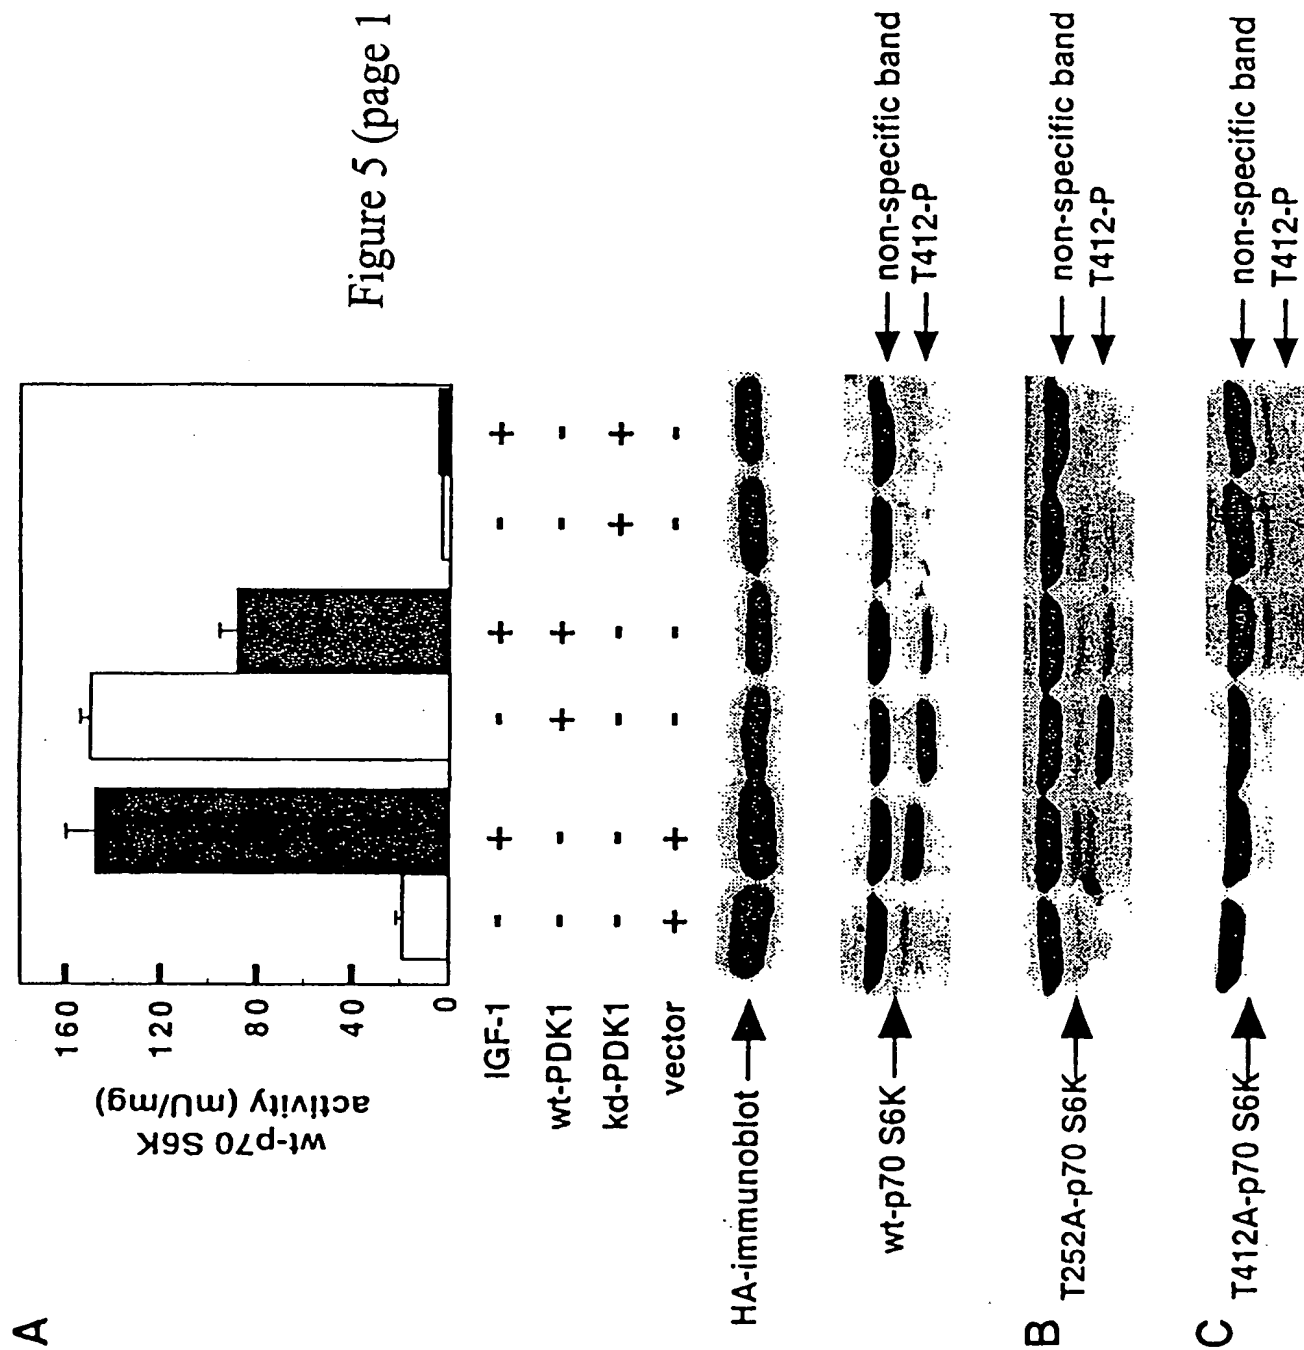 A
wt-p70 S6K
activity (mU/mg)
160
120
80
40
0
Figure 5 (page 1
IGF-1 - + - + - +
wt-PDK1 - - + + - -
kd-PDK1 - - - - + +
vector + + - - - -
HA-immunoblot
wt-p70 S6K
non-specific band
T412-P
B
T252A-p70 S6K
non-specific band
T412-P
C
T412A-p70 S6K
non-specific band
T412-P